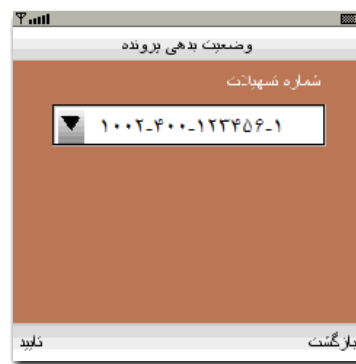 وضعیت بدهی پرونده
شماره تسهیلات
۱۰۰۲-۴۰۰-۱۲۳۴۵۶-۱
بازگشت
تایید